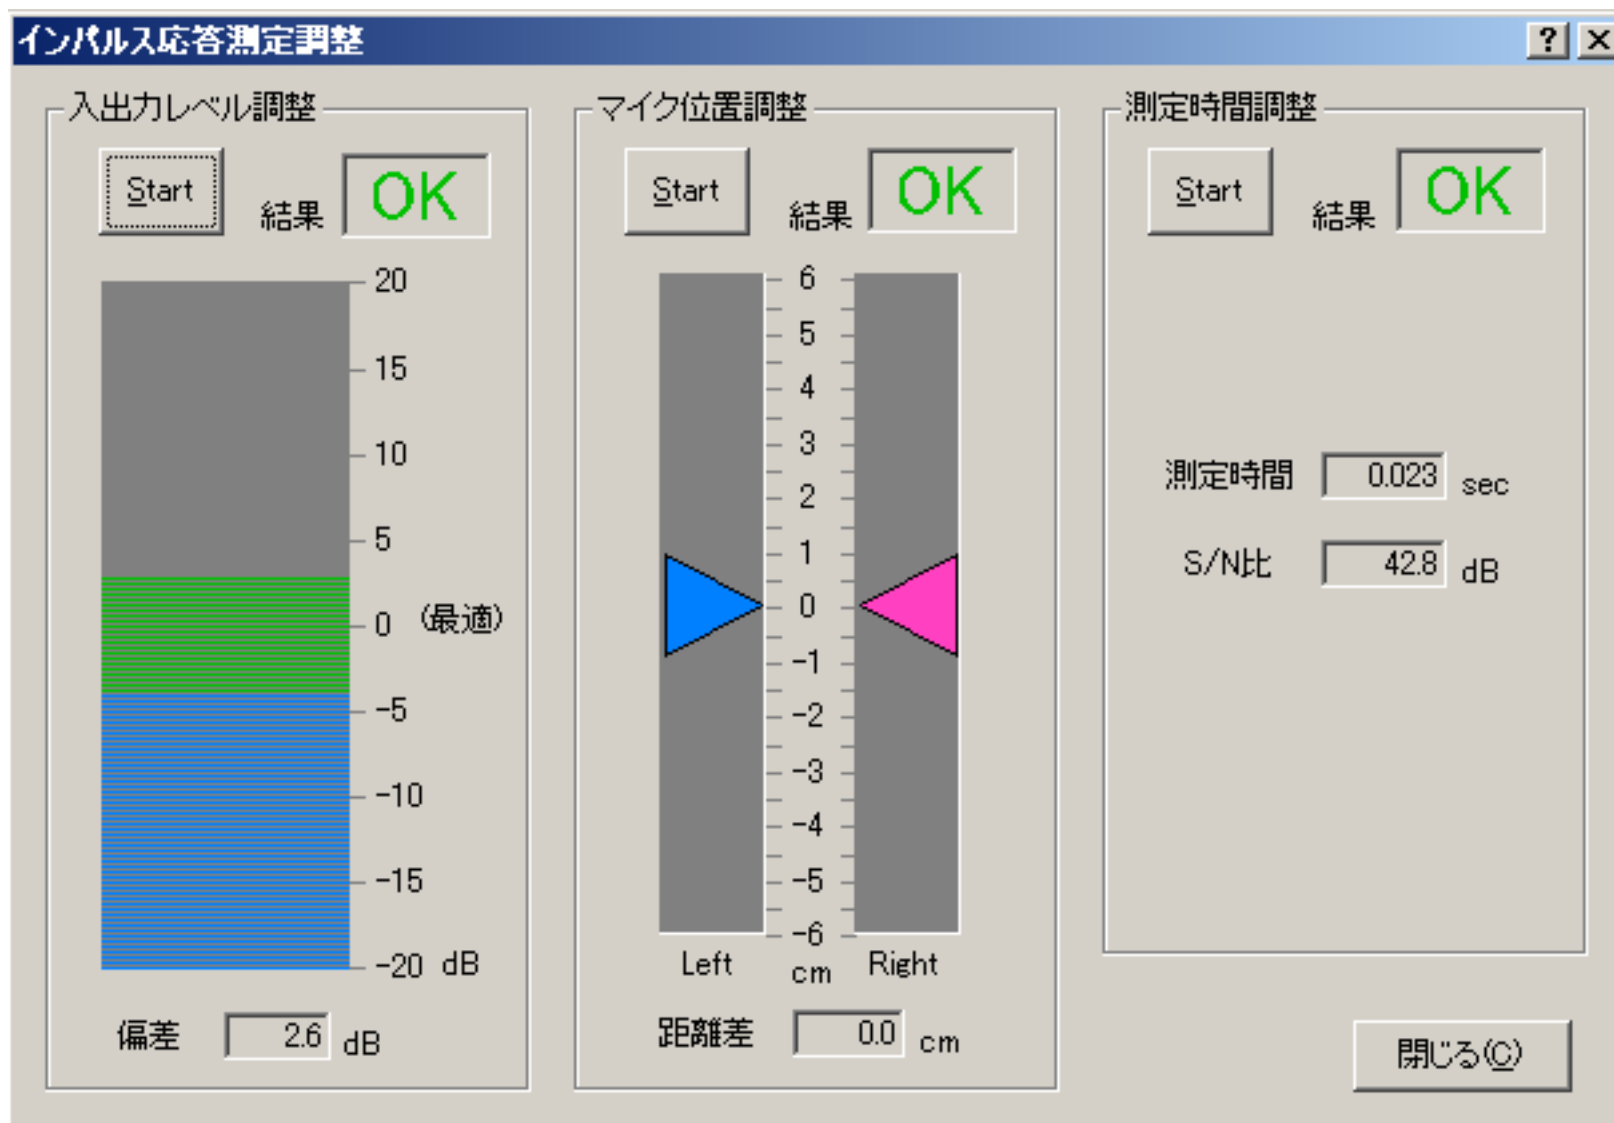 インパルス応答測定調整
入出力レベル調整
Start 結果 OK
20
15
10
5
0 (最適)
-5
-10
-15
-20 dB
偏差 2.6 dB
マイク位置調整
Start 結果 OK
6
5
4
3
2
1
0
-1
-2
-3
-4
-5
-6
Left cm Right
距離差 0.0 cm
測定時間調整
Start 結果 OK
測定時間 0.023 sec
S/N比 42.8 dB
閉じる(C)